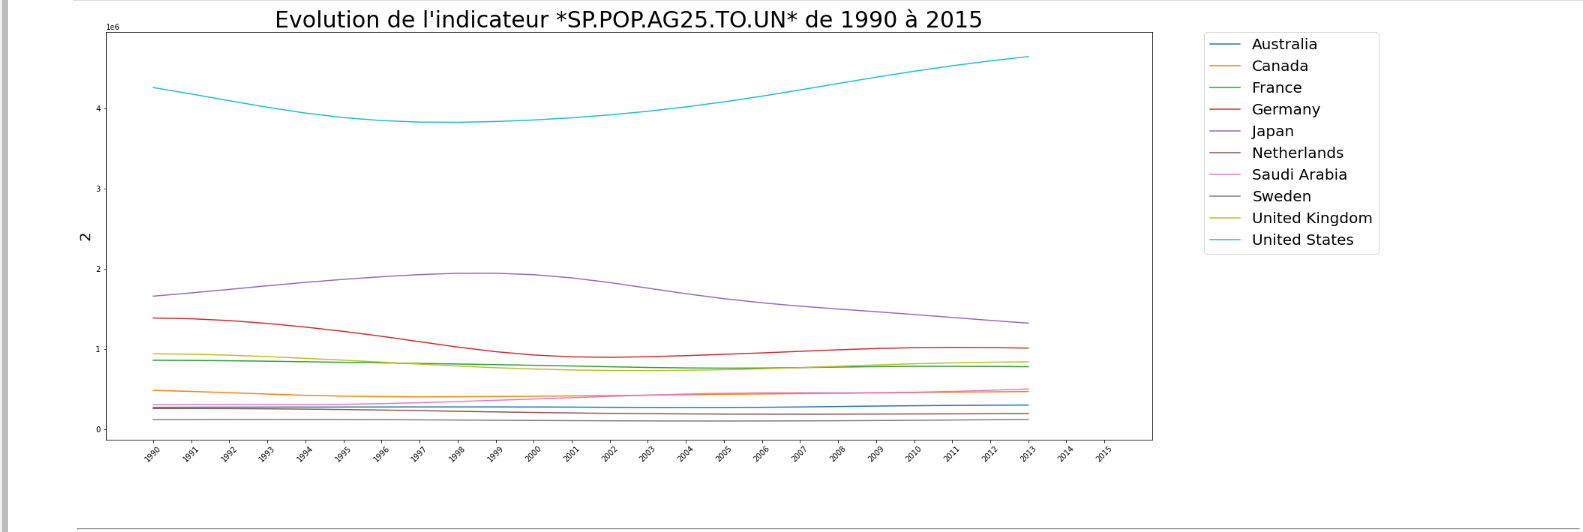 Evolution de l'indicateur *SP.POP.AG25.TO.UN* de 1990 à 2015
1e6
4
3
2
1
0
2
1990 1991 1992 1993 1994 1995 1996 1997 1998 1999 2000 2001 2002 2003 2004 2005 2006 2007 2008 2009 2010 2011 2012 2013 2014 2015
Australia
Canada
France
Germany
Japan
Netherlands
Saudi Arabia
Sweden
United Kingdom
United States